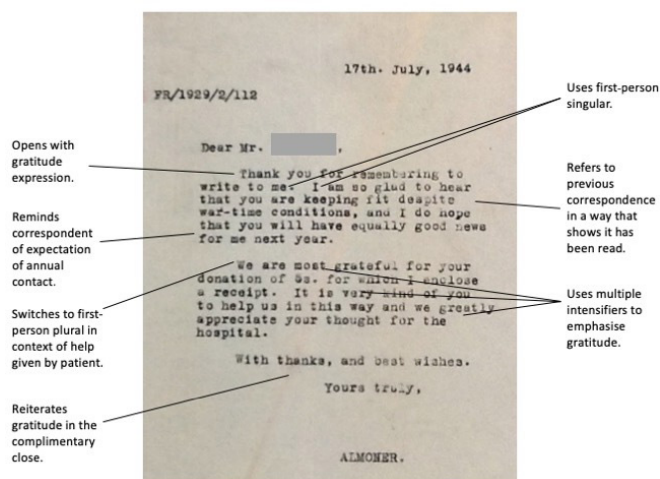 17th. July, 1944
FR/1929/2/112
Dear Mr. ,
Thank you for remembering to
write to me. I am so glad to hear
that you are keeping fit despite
war-time conditions, and I do hope
that you will have equally good news
for me next year.
We are most grateful for your
donation of for which I enclose
a receipt. It is very kind of you
to help us in this way and we greatly
appreciate your thought for the
hospital.
With thanks, and best wishes.
Yours truly,
ALMONER.
Opens with
gratitude
expression.
Reminds
correspondent
of expectation
of annual
contact.
Switches to first-
person plural in
context of help
given by patient.
Reiterates
gratitude in the
complimentary
close.
Uses first-person
singular.
Refers to
previous
correspondence
in a way that
shows it has
been read.
Uses multiple
intensifiers to
emphasise
gratitude.